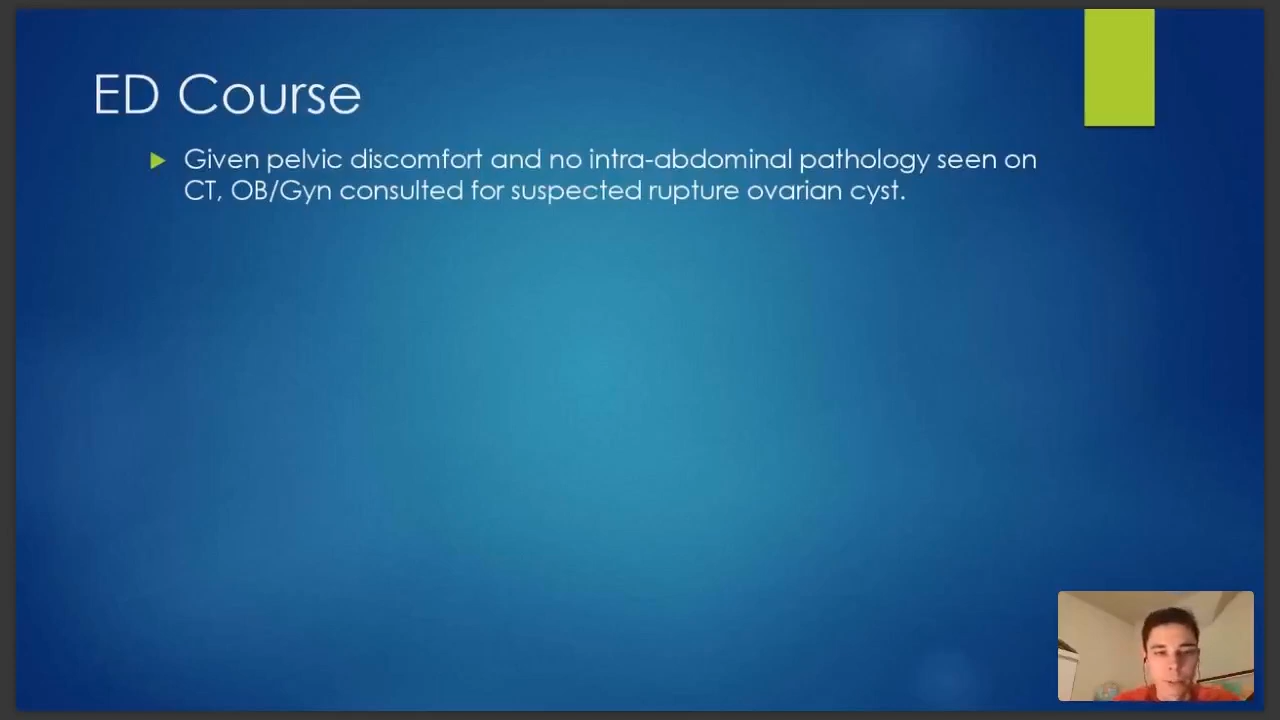 ED Course
Given pelvic discomfort and no intra-abdominal pathology seen on
CT, OB/Gyn consulted for suspected rupture ovarian cyst.